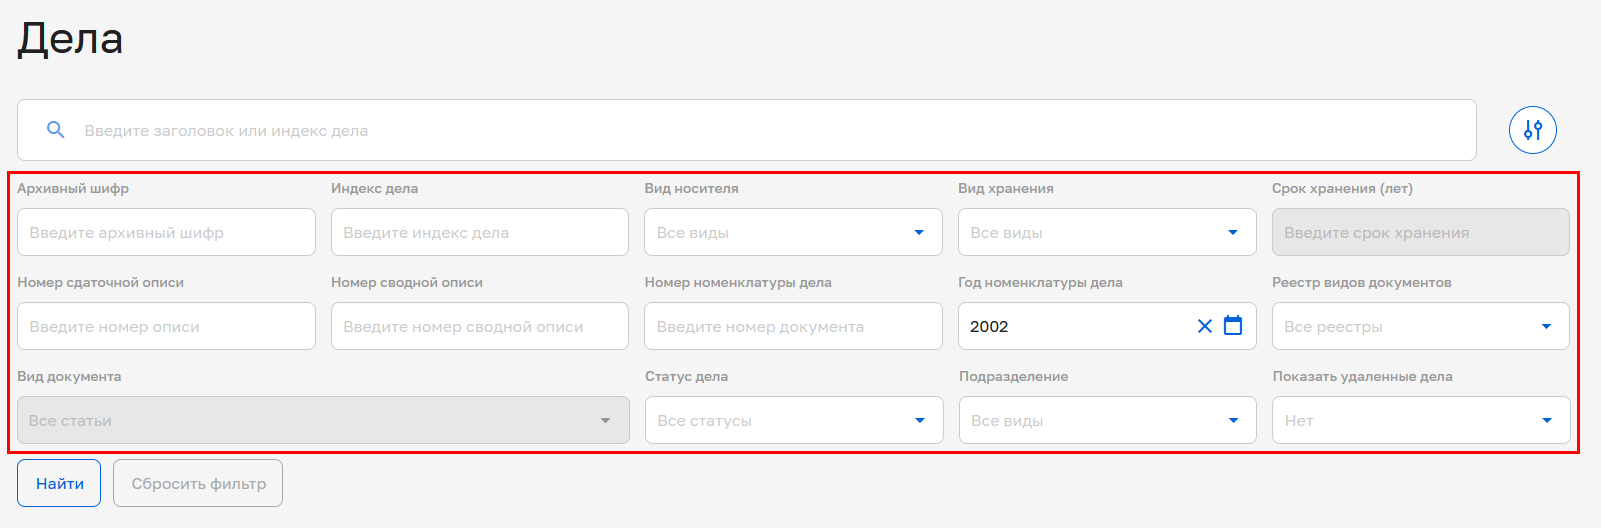 Дела
Введите заголовок или индекс дела
Архивный шифр Индекс дела Вид носителя Вид хранения Срок хранения (лет)
Введите архивный шифр Введите индекс дела Все виды Все виды Введите срок хранения
Номер сдаточной описи Номер сводной описи Номер номенклатуры дела Год номенклатуры дела Реестр видов документов
Введите номер описи Введите номер сводной описи Введите номер документа 2002 Все реестры
Вид документа Статус дела Подразделение Показать удаленные дела
Все статьи Все статусы Все виды Нет
Найти Сбросить фильтр